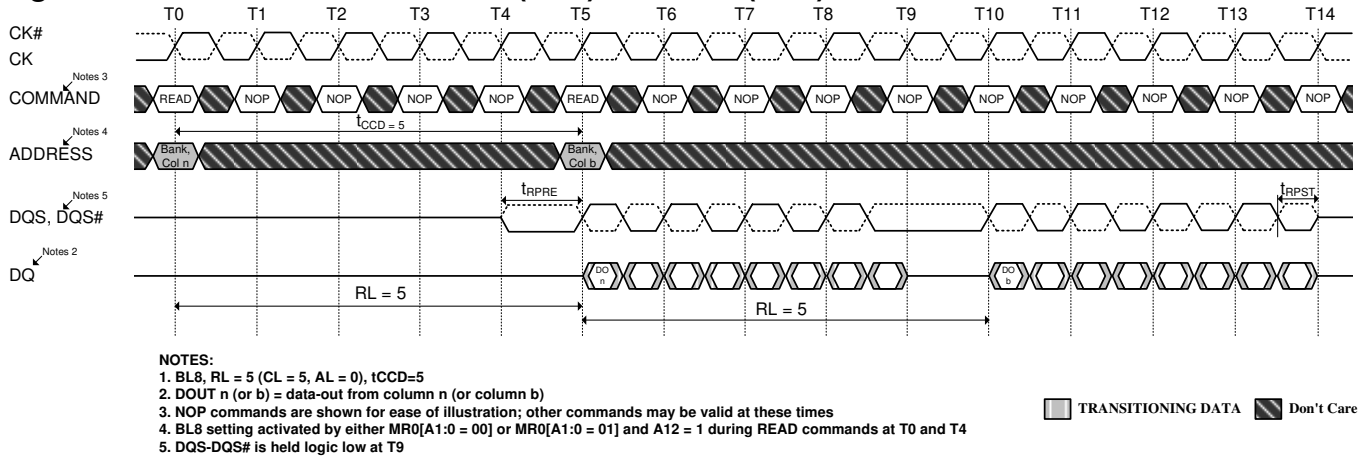 T0 T1 T2 T3 T4 T5 T6 T7 T8 T9 T10 T11 T12 T13 T14
CK#
CK
Notes 3
COMMAND
READ NOP NOP NOP NOP READ NOP NOP NOP NOP NOP NOP NOP NOP NOP
tCCD = 5
Notes 4
ADDRESS
Bank, Col n
Bank, Col b
Notes 5
DQS, DQS#
tRPRE
tRPST
Notes 2
DQ
DO n
DO b
RL = 5
RL = 5
NOTES:
1. BL8, RL = 5 (CL = 5, AL = 0), tCCD=5
2. DOUT n (or b) = data-out from column n (or column b)
3. NOP commands are shown for ease of illustration; other commands may be valid at these times
4. BL8 setting activated by either MR0[A1:0 = 00] or MR0[A1:0 = 01] and A12 = 1 during READ commands at T0 and T4
5. DQS-DQS# is held logic low at T9
TRANSITIONING DATA
Don't Care